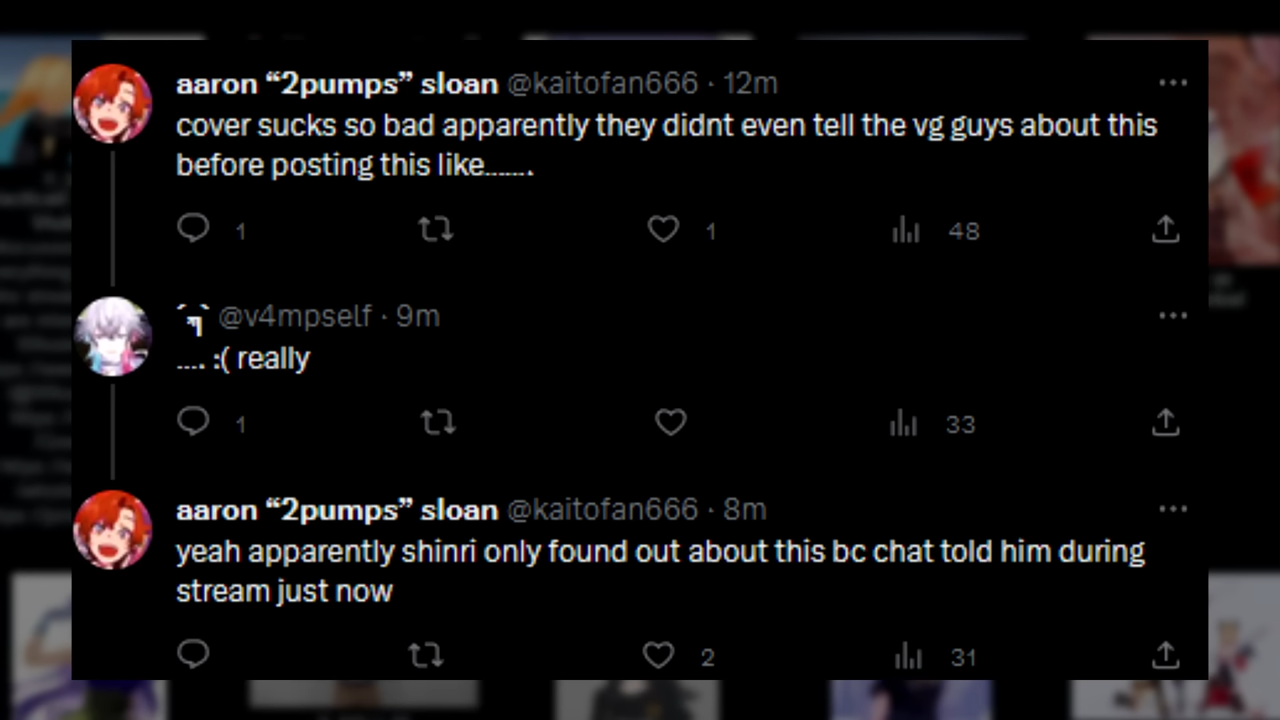 aaron “2pumps” sloan @kaitofan666 · 12m
cover sucks so bad apparently they didnt even tell the vg guys about this
before posting this like.......
1
1
48
@v4mpself · 9m
.... :( really
1
33
aaron “2pumps” sloan @kaitofan666 · 8m
yeah apparently shinri only found out about this bc chat told him during
stream just now
2
31